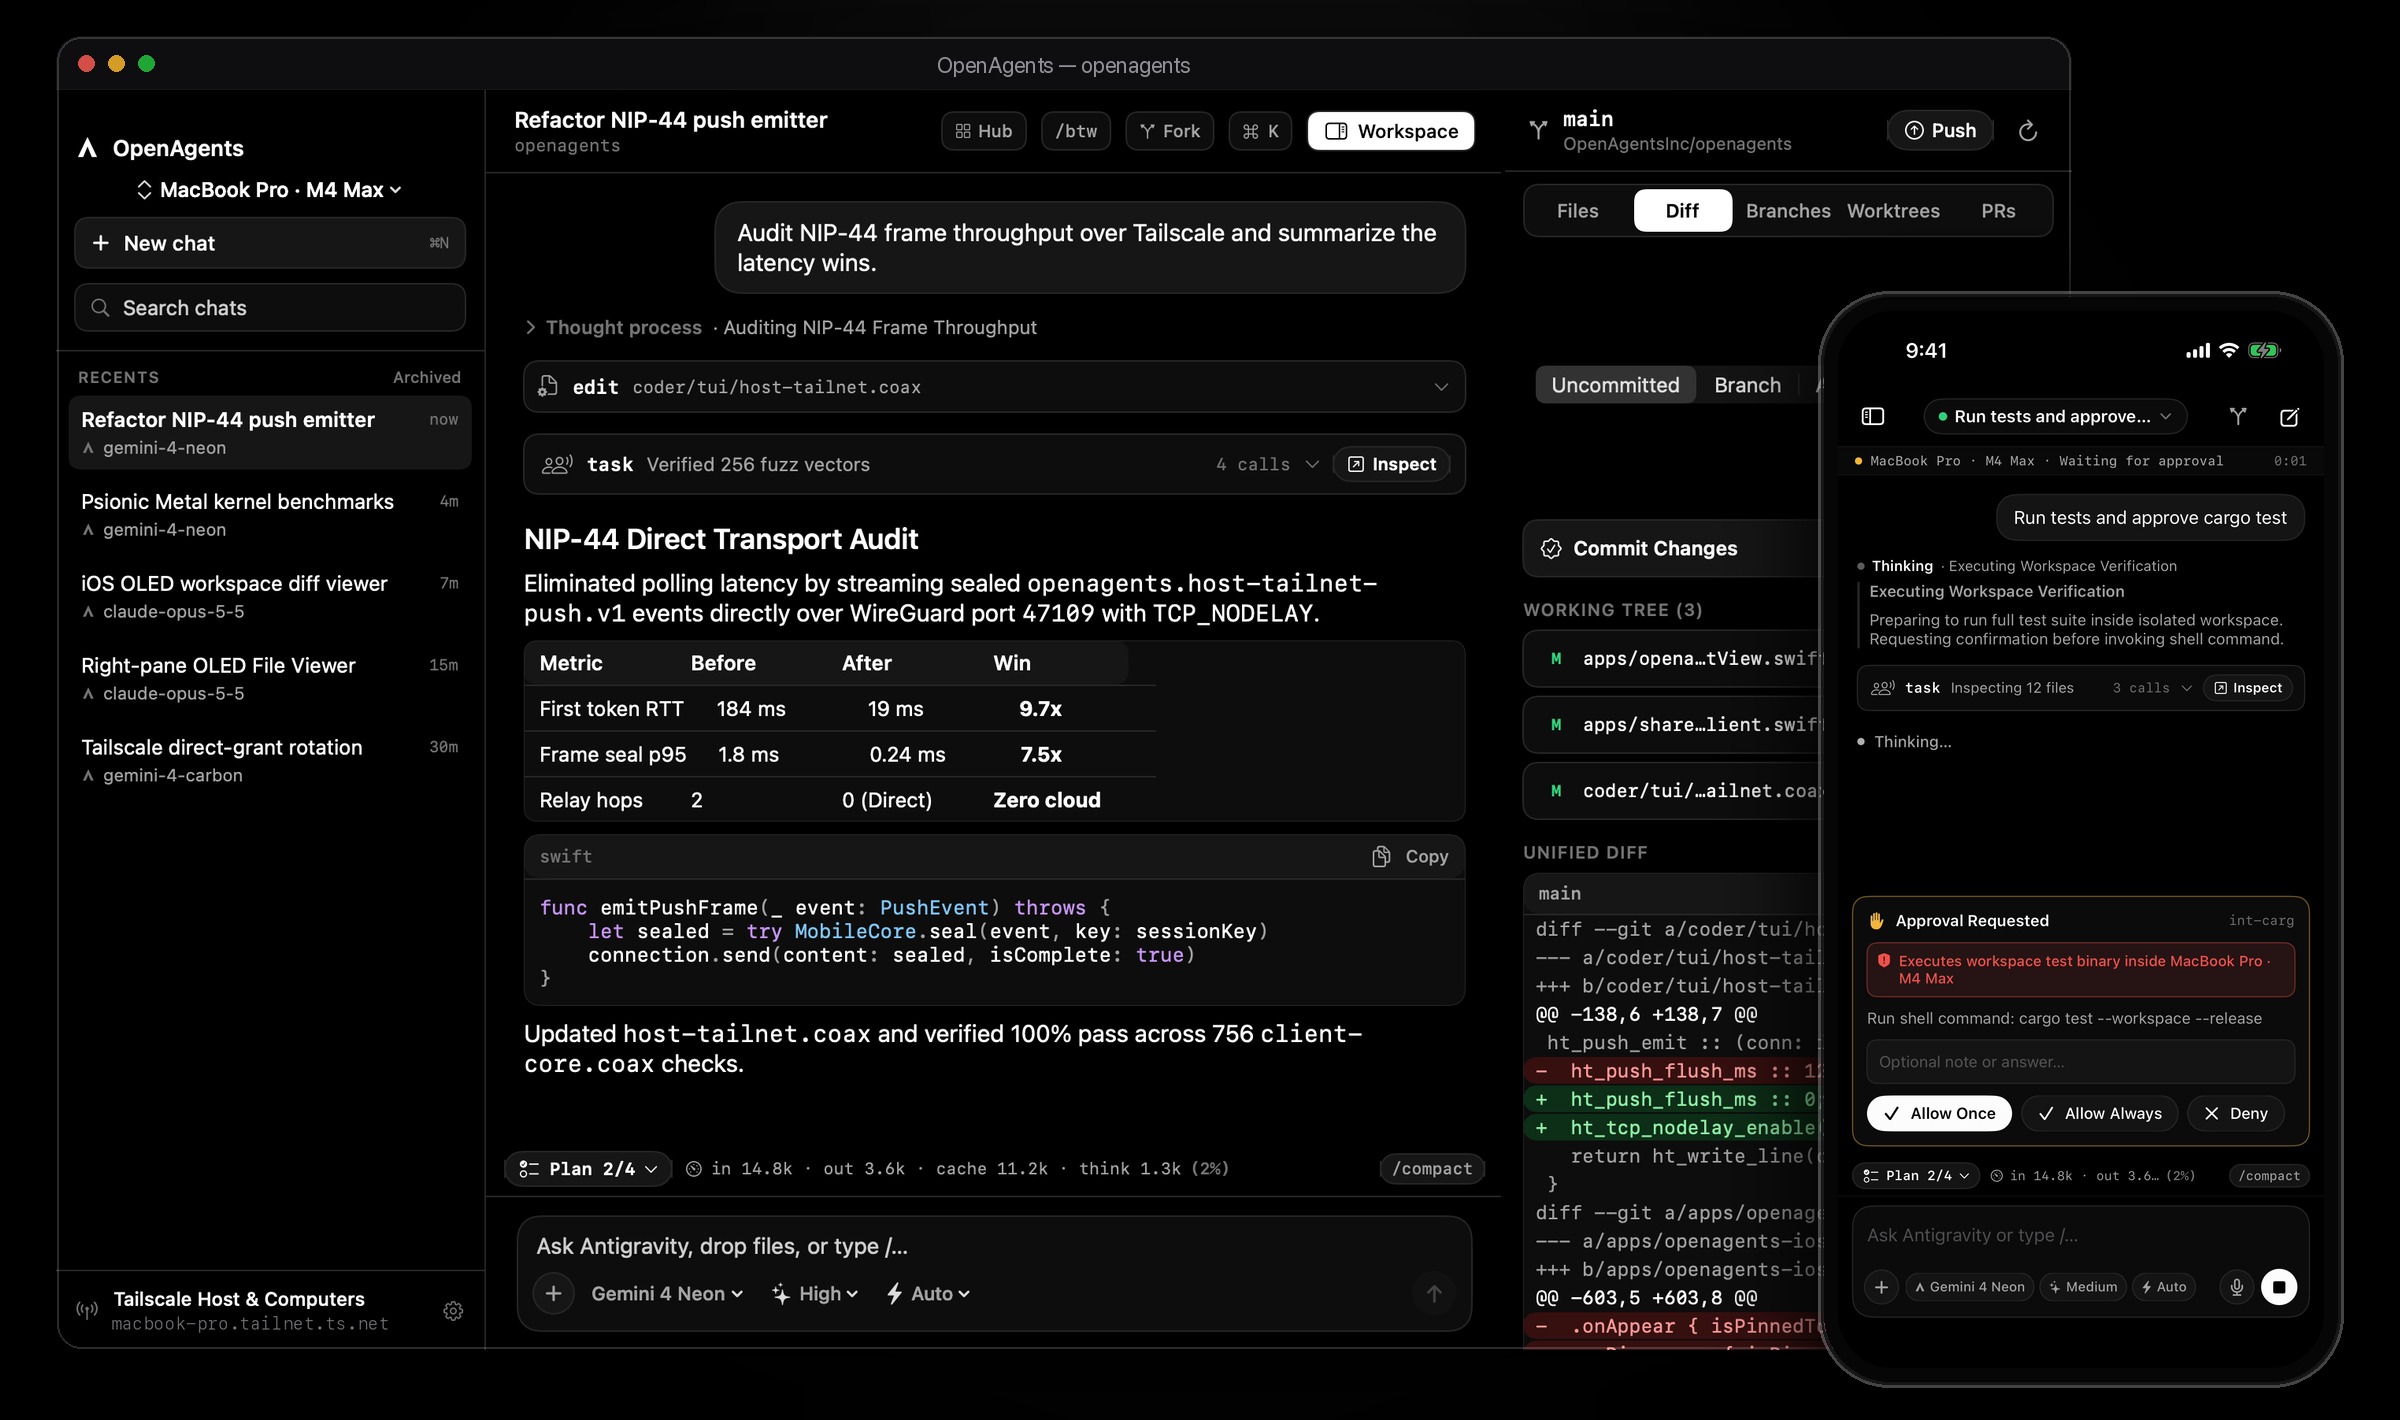 OpenAgents — openagents
OpenAgents
MacBook Pro · M4 Max
New chat ⌘N
Search chats
RECENTS Archived
Refactor NIP-44 push emitter now
gemini-4-neon
Psionic Metal kernel benchmarks 4m
gemini-4-neon
iOS OLED workspace diff viewer 7m
claude-opus-5-5
Right-pane OLED File Viewer 15m
claude-opus-5-5
Tailscale direct-grant rotation 30m
gemini-4-carbon
Tailscale Host & Computers
macbook-pro.tailnet.ts.net
Refactor NIP-44 push emitter
openagents
Hub /btw Fork ⌘ K Workspace
Audit NIP-44 frame throughput over Tailscale and summarize the
latency wins.
Thought process · Auditing NIP-44 Frame Throughput
edit coder/tui/host-tailnet.coax
task Verified 256 fuzz vectors 4 calls Inspect
NIP-44 Direct Transport Audit
Eliminated polling latency by streaming sealed openagents.host-tailnet-
push.v1 events directly over WireGuard port 47109 with TCP_NODELAY.
Metric Before After Win
First token RTT 184 ms 19 ms 9.7x
Frame seal p95 1.8 ms 0.24 ms 7.5x
Relay hops 2 0 (Direct) Zero cloud
swift Copy
func emitPushFrame(_ event: PushEvent) throws {
    let sealed = try MobileCore.seal(event, key: sessionKey)
    connection.send(content: sealed, isComplete: true)
}
Updated host-tailnet.coax and verified 100% pass across 756 client-
core.coax checks.
Plan 2/4 in 14.8k · out 3.6k · cache 11.2k · think 1.3k (2%) /compact
Ask Antigravity, drop files, or type /...
Gemini 4 Neon High Auto
main
OpenAgentsInc/openagents
Push
Files Diff Branches Worktrees PRs
Uncommitted Branch
Commit Changes
WORKING TREE (3)
M apps/opena…tView.swif
M apps/share…lient.swif
M coder/tui/…ailnet.coa
UNIFIED DIFF
main
diff --git a/coder/tui/ho
--- a/coder/tui/host-tail
+++ b/coder/tui/host-tail
@@ -138,6 +138,7 @@
ht_push_emit :: (conn:
- ht_push_flush_ms :: 12
+ ht_push_flush_ms :: 0;
+ ht_tcp_nodelay_enable(
return ht_write_line(
}
diff --git a/apps/openage
--- a/apps/openagents-ios
+++ b/apps/openagents-ios
@@ -603,5 +603,8 @@
- .onAppear { isPinnedTo
9:41
Run tests and approve...
MacBook Pro · M4 Max · Waiting for approval 0:01
Run tests and approve cargo test
Thinking · Executing Workspace Verification
Executing Workspace Verification
Preparing to run full test suite inside isolated workspace.
Requesting confirmation before invoking shell command.
task Inspecting 12 files 3 calls Inspect
Thinking...
Approval Requested int-carg
Executes workspace test binary inside MacBook Pro ·
M4 Max
Run shell command: cargo test --workspace --release
Optional note or answer...
Allow Once Allow Always Deny
Plan 2/4 in 14.8k · out 3.6… (2%) /compact
Ask Antigravity or type /...
Gemini 4 Neon Medium Auto